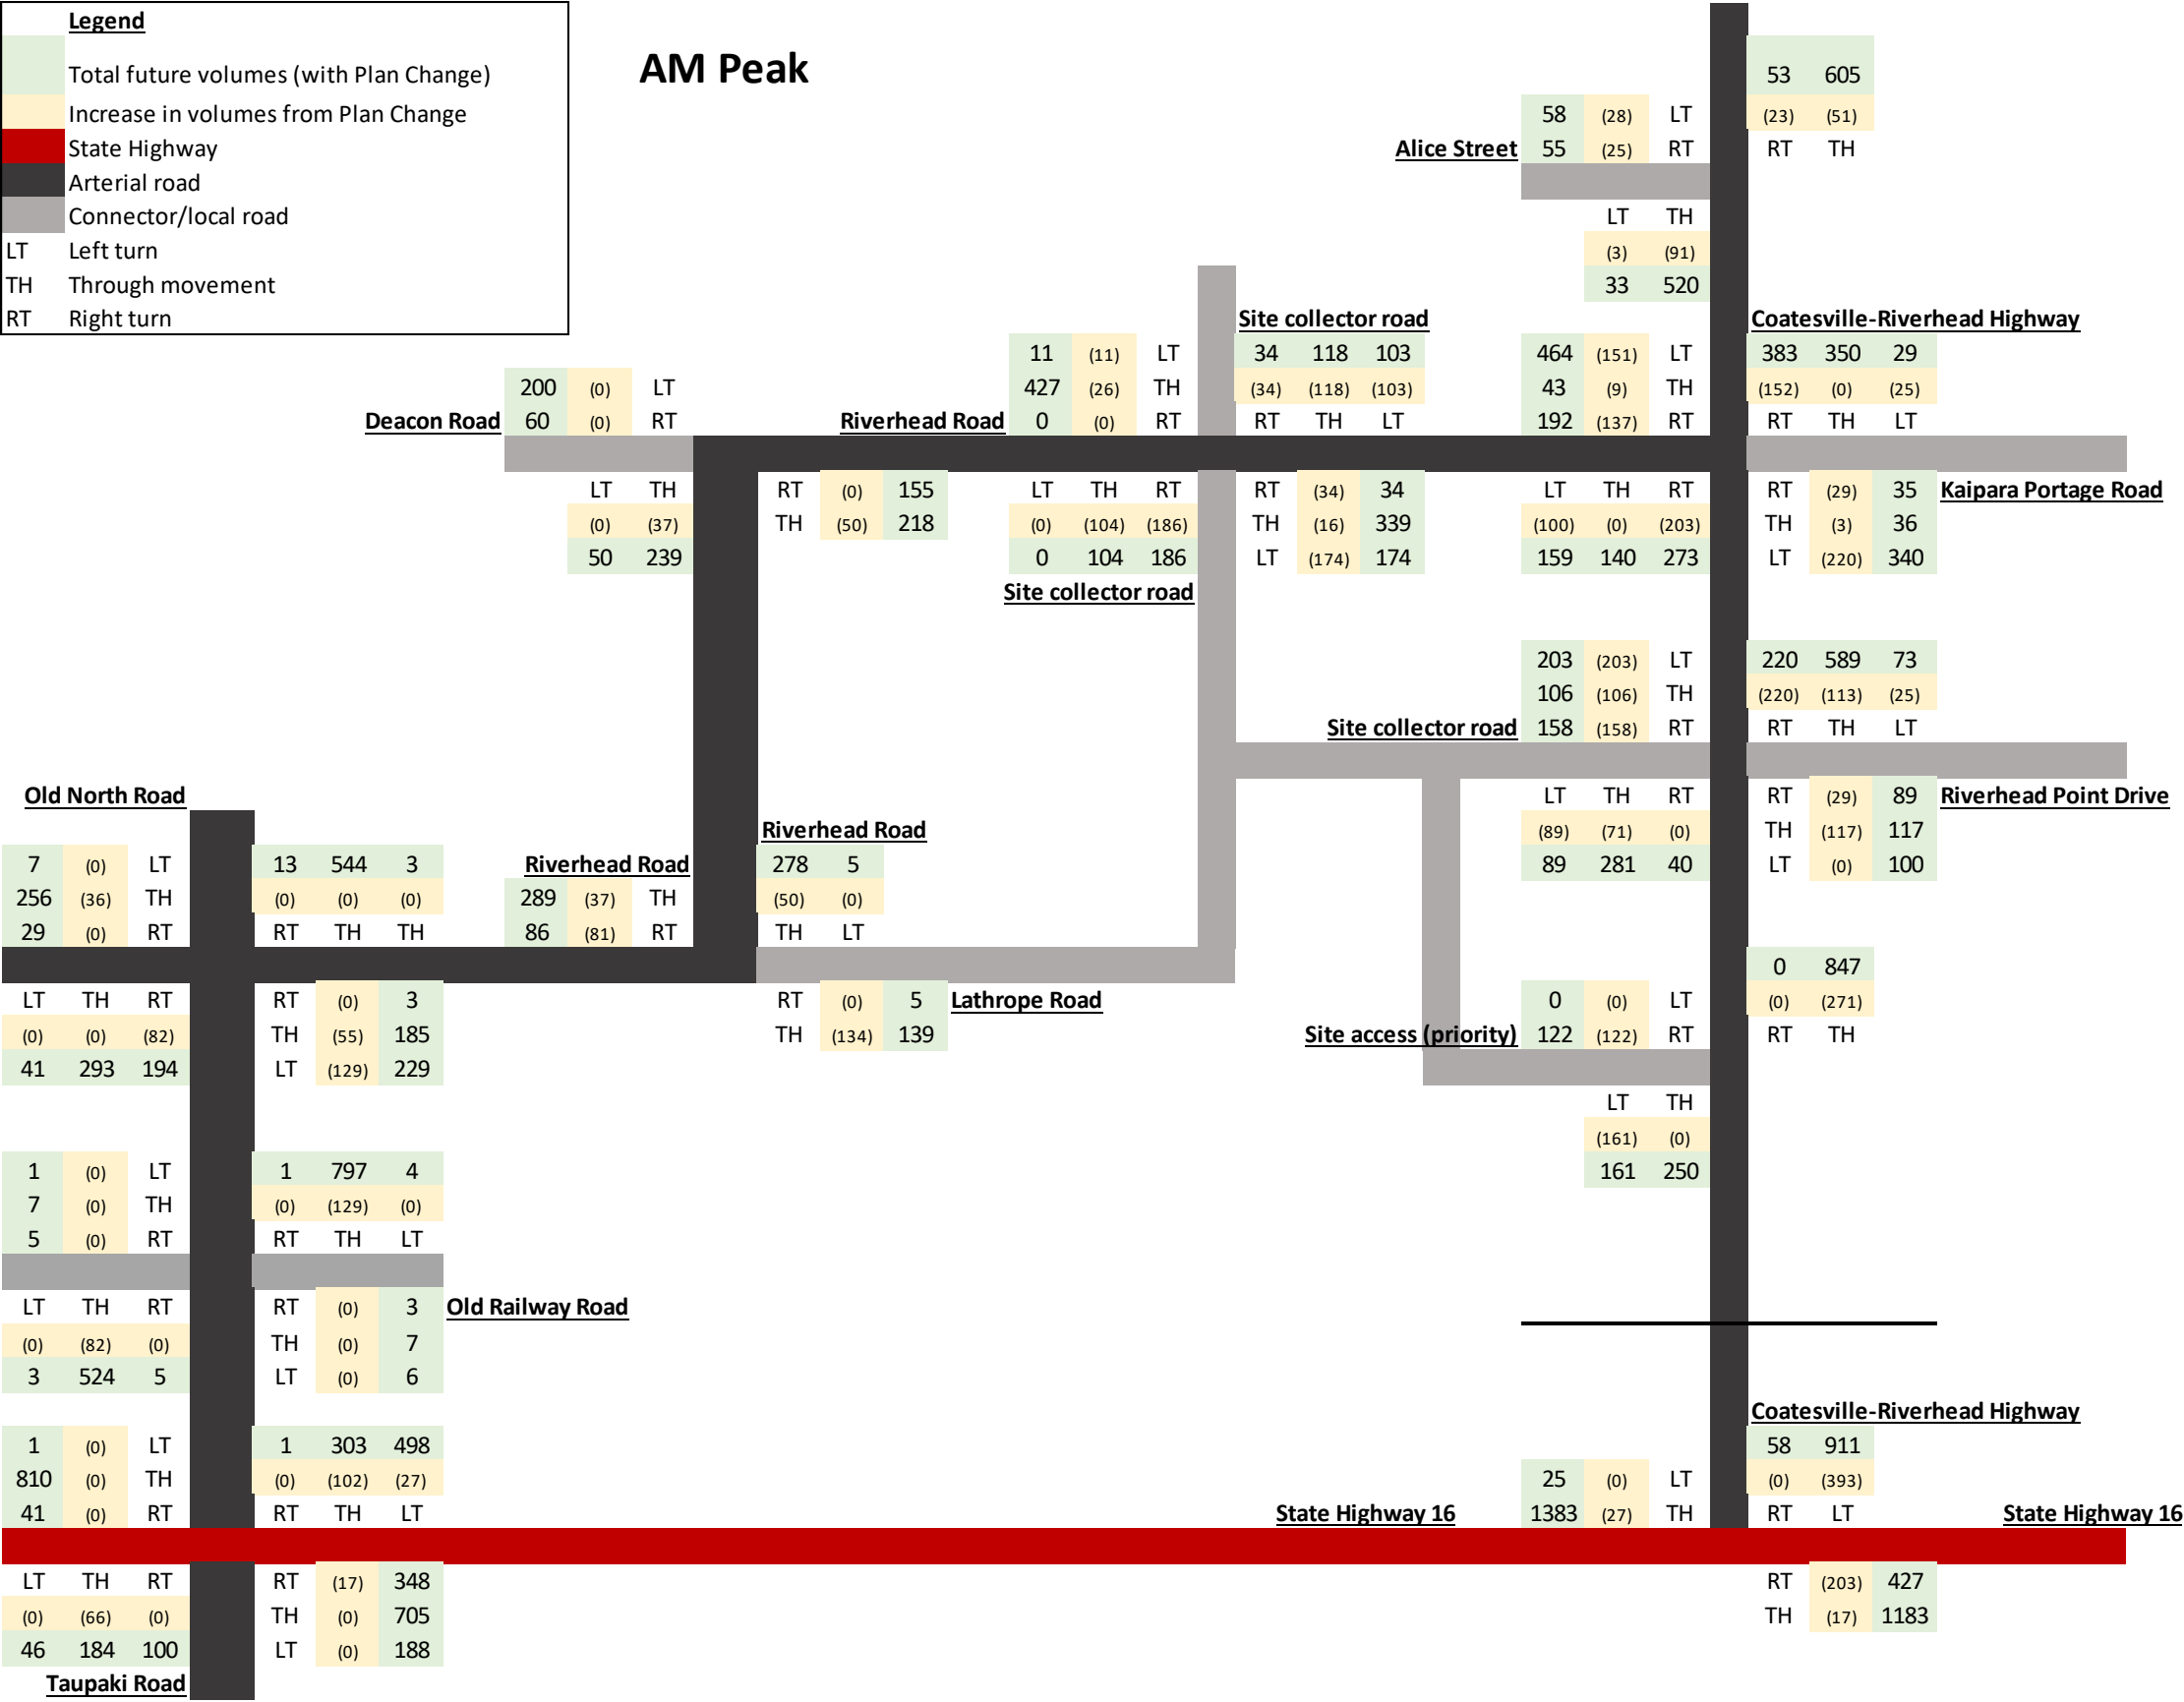 Legend
Total future volumes (with Plan Change)
Increase in volumes from Plan Change
State Highway
Arterial road
Connector/local road
LT Left turn
TH Through movement
RT Right turn
AM Peak
53 605
58 (28) LT (23) (51)
Alice Street 55 (25) RT RT TH
LT TH
(3) (91)
33 520
Site collector road Coatesville-Riverhead Highway
11 (11) LT 34 118 103 464 (151) LT 383 350 29
200 (0) LT 427 (26) TH (34) (118) (103) 43 (9) TH (152) (0) (25)
Deacon Road 60 (0) RT Riverhead Road 0 (0) RT RT TH LT 192 (137) RT RT TH LT
LT TH RT (0) 155 LT TH RT RT (34) 34 LT TH RT RT (29) 35 Kaipara Portage Road
(0) (37) TH (50) 218 (0) (104) (186) TH (16) 339 (100) (0) (203) TH (3) 36
50 239 0 104 186 LT (174) 174 159 140 273 LT (220) 340
Site collector road
203 (203) LT 220 589 73
106 (106) TH (220) (113) (25)
Site collector road 158 (158) RT RT TH LT
Old North Road LT TH RT RT (29) 89 Riverhead Point Drive
Riverhead Road (89) (71) (0) TH (117) 117
7 (0) LT 13 544 3 Riverhead Road 278 5 89 281 40 LT (0) 100
256 (36) TH (0) (0) (0) 289 (37) TH (50) (0)
29 (0) RT RT TH TH 86 (81) RT TH LT
0 847
LT TH RT RT (0) 3 RT (0) 5 Lathrope Road 0 (0) LT (0) (271)
(0) (0) (82) TH (55) 185 TH (134) 139 Site access (priority) 122 (122) RT RT TH
41 293 194 LT (129) 229
LT TH
(161) (0)
1 (0) LT 1 797 4 161 250
7 (0) TH (0) (129) (0)
5 (0) RT RT TH LT
LT TH RT RT (0) 3 Old Railway Road
(0) (82) (0) TH (0) 7
3 524 5 LT (0) 6
Coatesville-Riverhead Highway
1 (0) LT 1 303 498 58 911
810 (0) TH (0) (102) (27) 25 (0) LT (0) (393)
41 (0) RT RT TH LT State Highway 16 1383 (27) TH RT LT State Highway 16
LT TH RT RT (17) 348 RT (203) 427
(0) (66) (0) TH (0) 705 TH (17) 1183
46 184 100 LT (0) 188
Taupaki Road